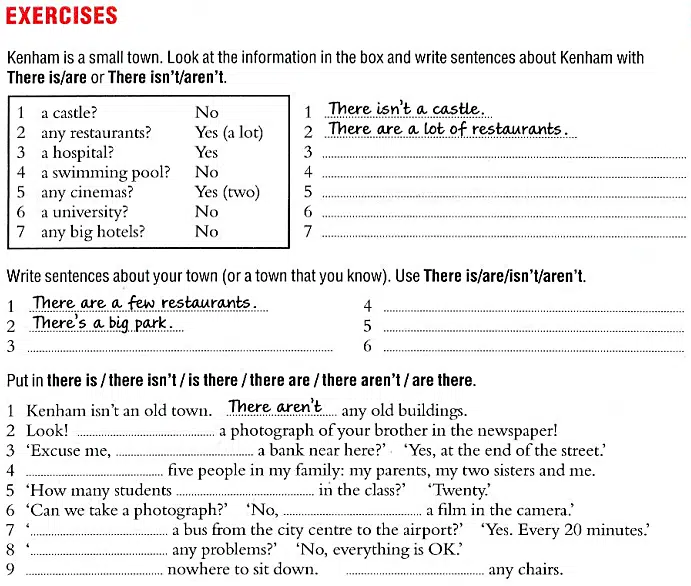 EXERCISES
Kenham is a small town. Look at the information in the box and write sentences about Kenham with
There is/are or There isn't/aren't.
1 a castle? No
2 any restaurants? Yes (a lot)
3 a hospital? Yes
4 a swimming pool? No
5 any cinemas? Yes (two)
6 a university? No
7 any big hotels? No
1 There isn't a castle.
2 There are a lot of restaurants.
3
4
5
6
7
Write sentences about your town (or a town that you know). Use There is/are/isn't/aren't.
1 There are a few restaurants.
2 There's a big park.
3
4
5
6
Put in there is / there isn't / is there / there are / there aren't / are there.
1 Kenham isn't an old town. There aren't any old buildings.
2 Look! ........ a photograph of your brother in the newspaper!
3 ‘Excuse me, ........ a bank near here?’ ‘Yes, at the end of the street.’
4 ........ five people in my family: my parents, my two sisters and me.
5 ‘How many students ........ in the class?’ ‘Twenty.’
6 ‘Can we take a photograph?’ ‘No, ........ a film in the camera.’
7 ‘........ a bus from the city centre to the airport?’ ‘Yes. Every 20 minutes.’
8 ‘........ any problems?’ ‘No, everything is OK.’
9 ........ nowhere to sit down. ........ any chairs.